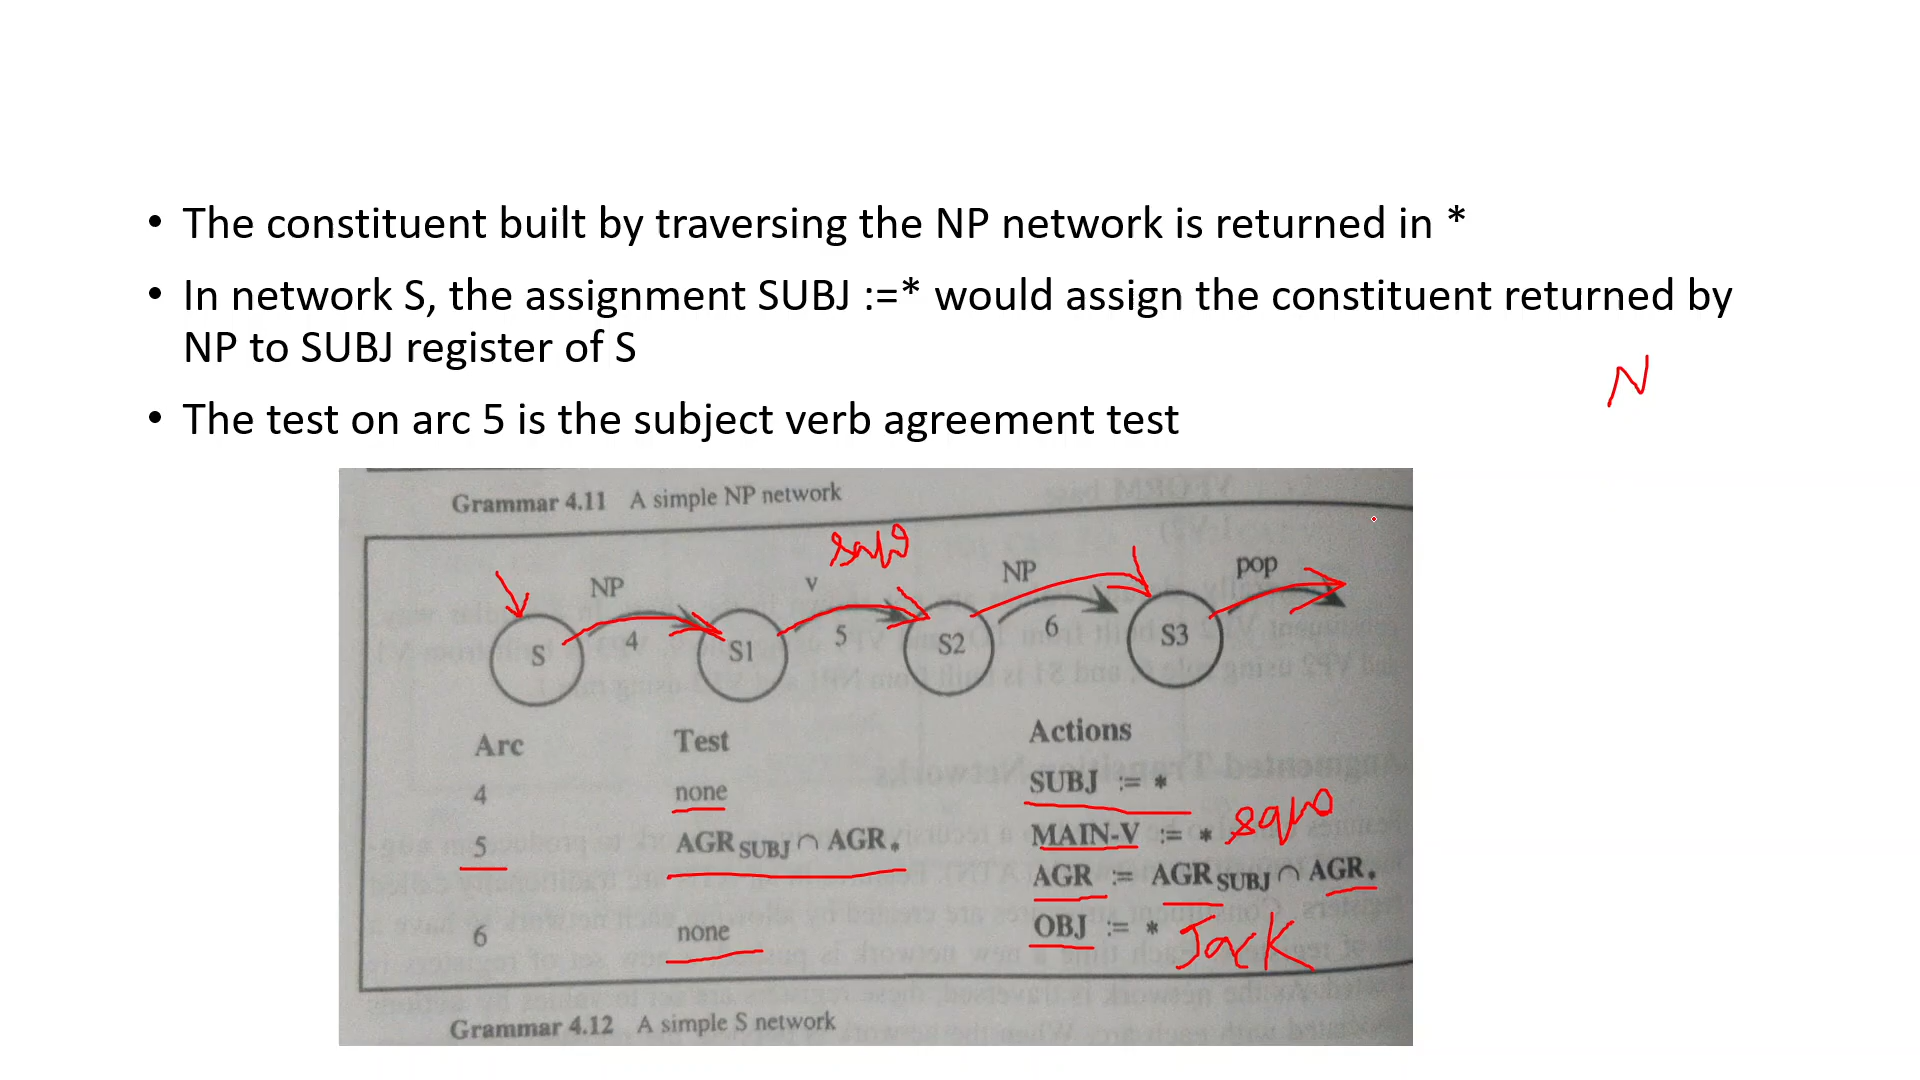 • The constituent built by traversing the NP network is returned in *
• In network S, the assignment SUBJ :=* would assign the constituent returned by
NP to SUBJ register of S
N
• The test on arc 5 is the subject verb agreement test
Grammar 4.11 A simple NP network
NP v NP pop
S 4 S1 5 S2 6 S3
Arc Test Actions
4 none SUBJ := *
5 AGR SUBJ ∩ AGR* MAIN-V := *
AGR := AGR SUBJ ∩ AGR*
6 none OBJ := * Jack
Grammar 4.12 A simple S network